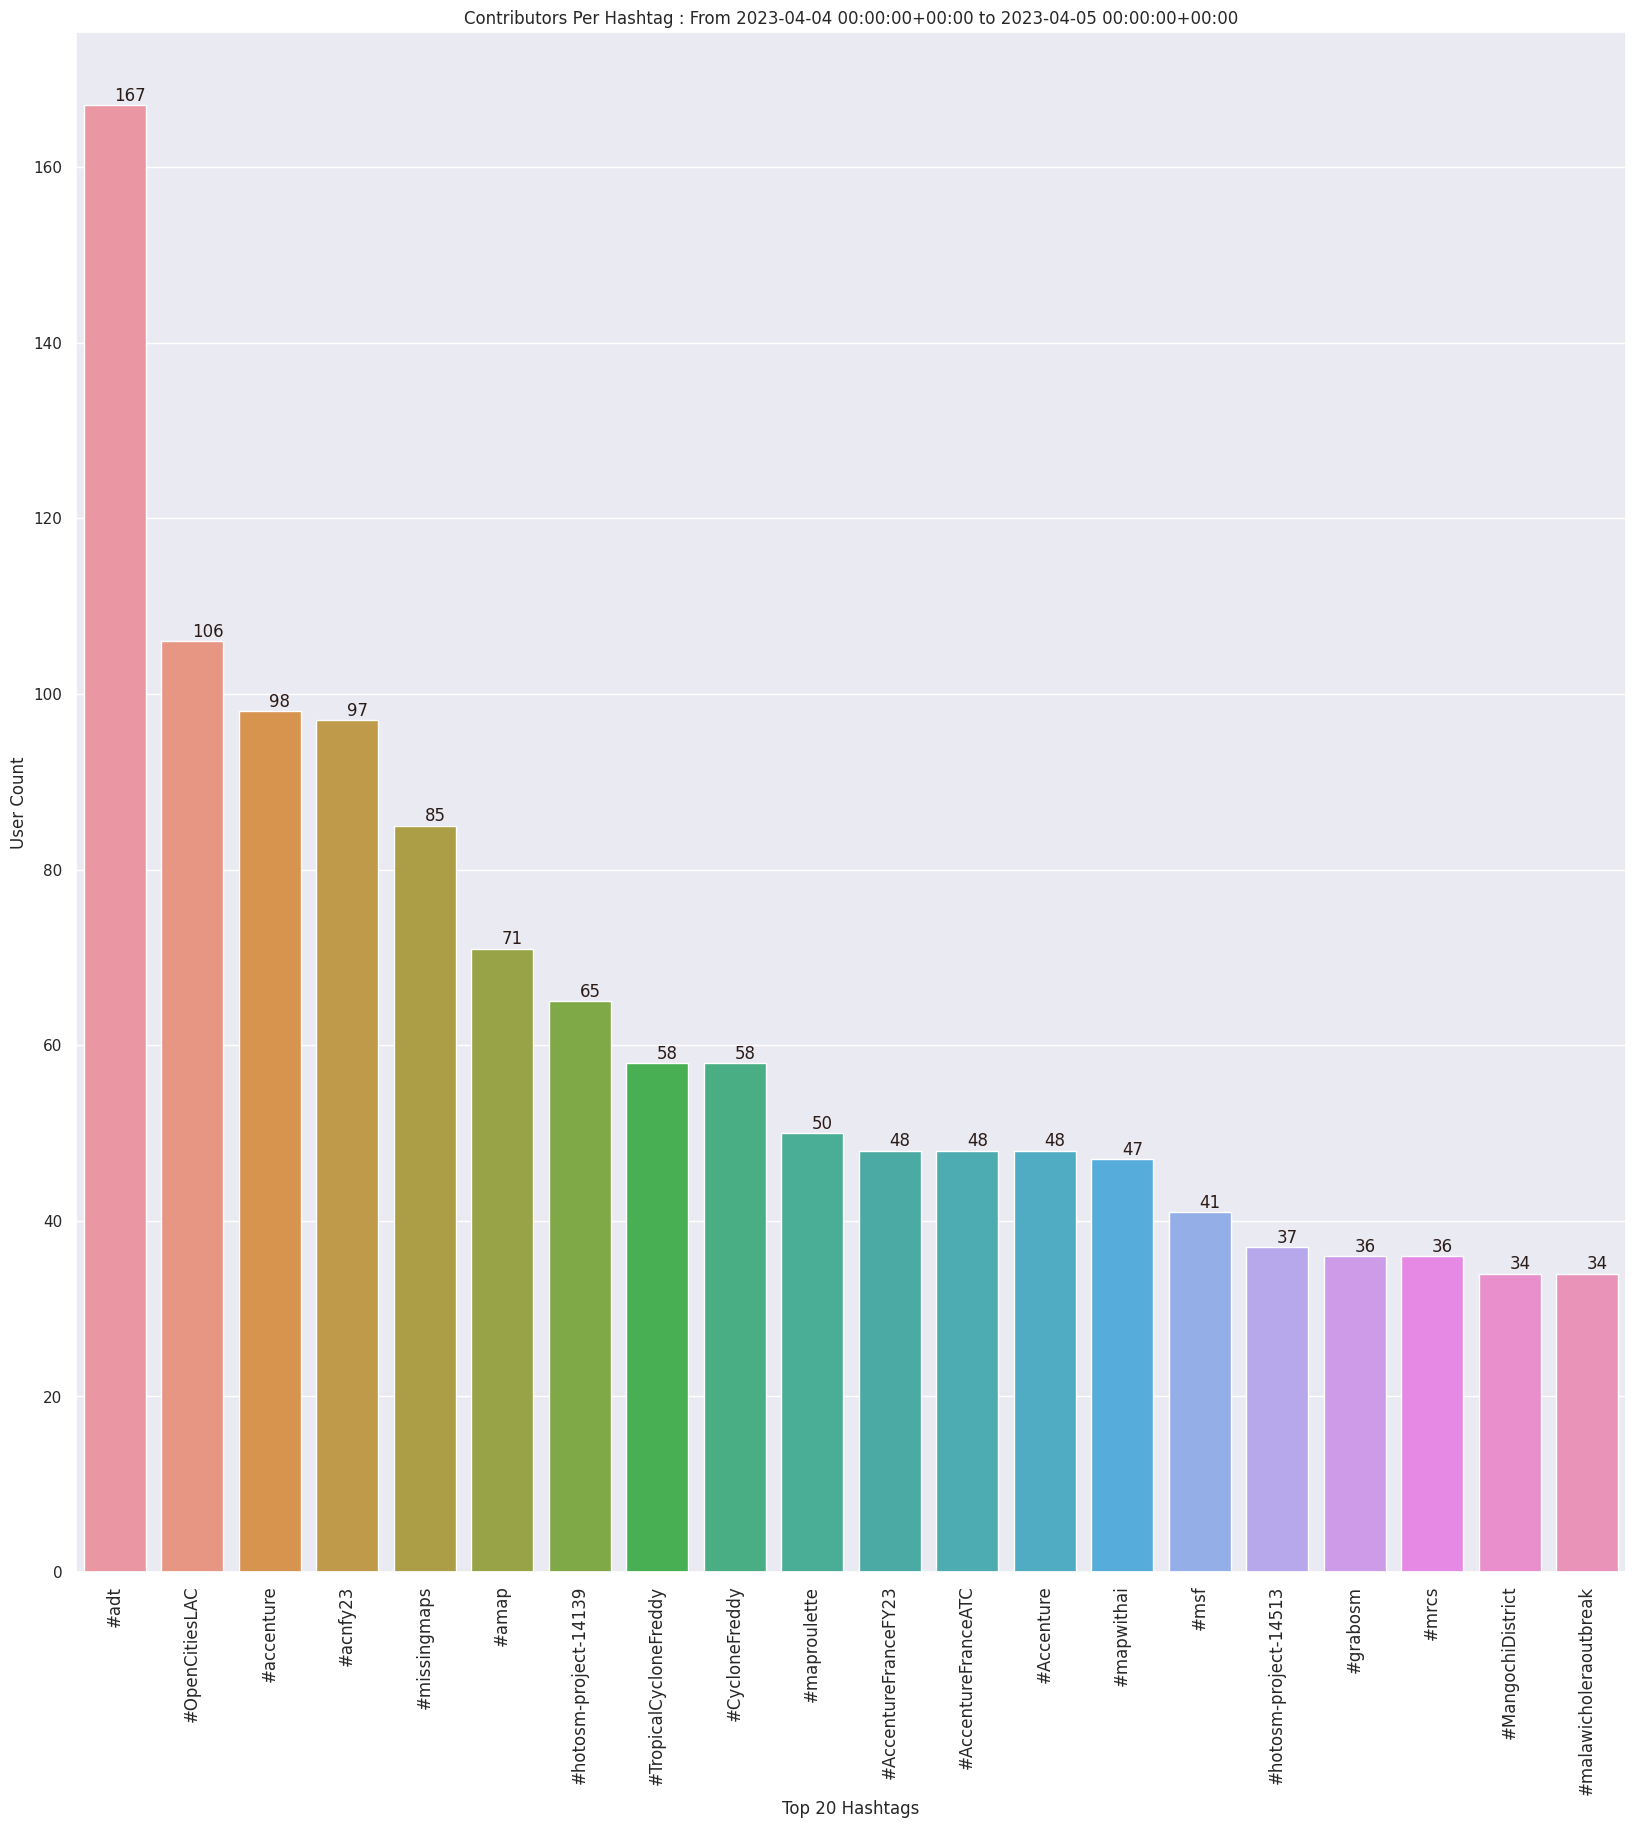 Contributors Per Hashtag : From 2023-04-04 00:00:00+00:00 to 2023-04-05 00:00:00+00:00
User Count
160
140
120
100
80
60
40
20
0
167
106
98
97
85
71
65
58
58
50
48
48
48
47
41
37
36
36
34
34
#adt
#OpenCitiesLAC
#accenture
#acnfy23
#missingmaps
#amap
#hotosm-project-14139
#TropicalCycloneFreddy
#CycloneFreddy
#maproulette
#AccentureFranceFY23
#AccentureFranceATC
#Accenture
#mapwithai
#msf
#hotosm-project-14513
#grabosm
#mrcs
#MangochiDistrict
#malawicholeraoutbreak
Top 20 Hashtags